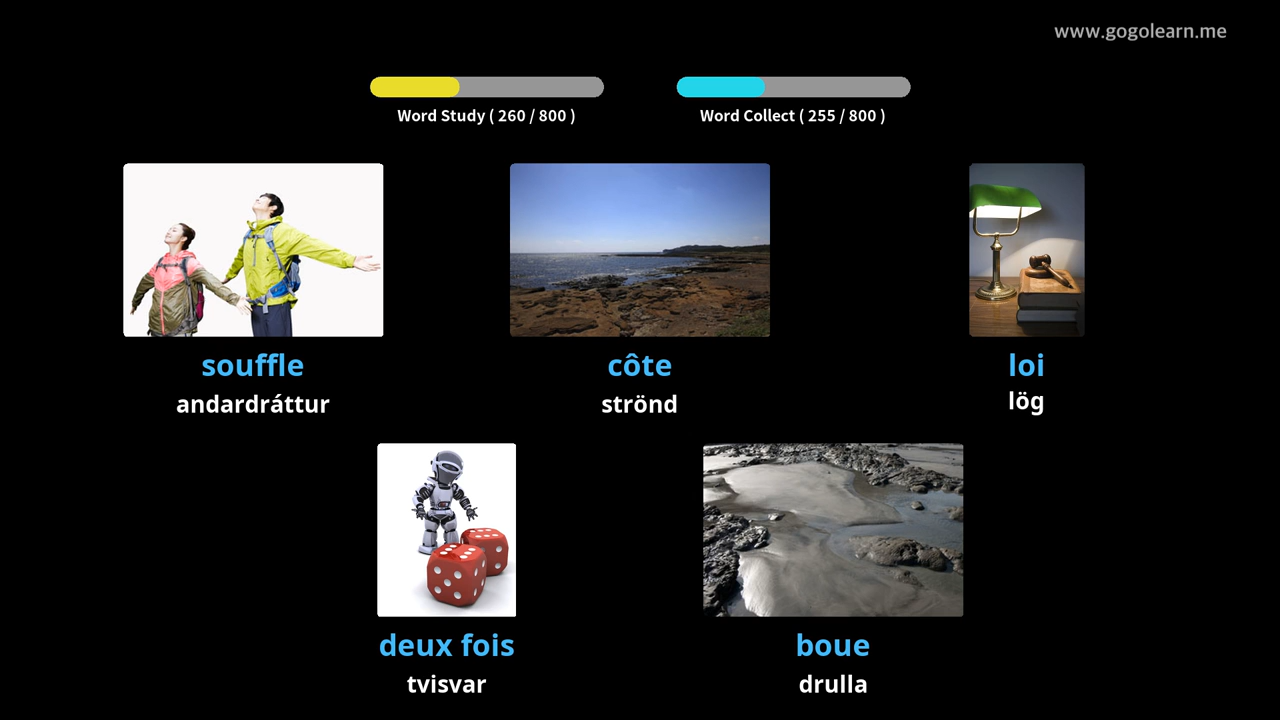 www.gogolearn.me
Word Study ( 260 / 800 )
Word Collect ( 255 / 800 )
souffle
andardráttur
côte
strönd
loi
lög
deux fois
tvisvar
boue
drulla